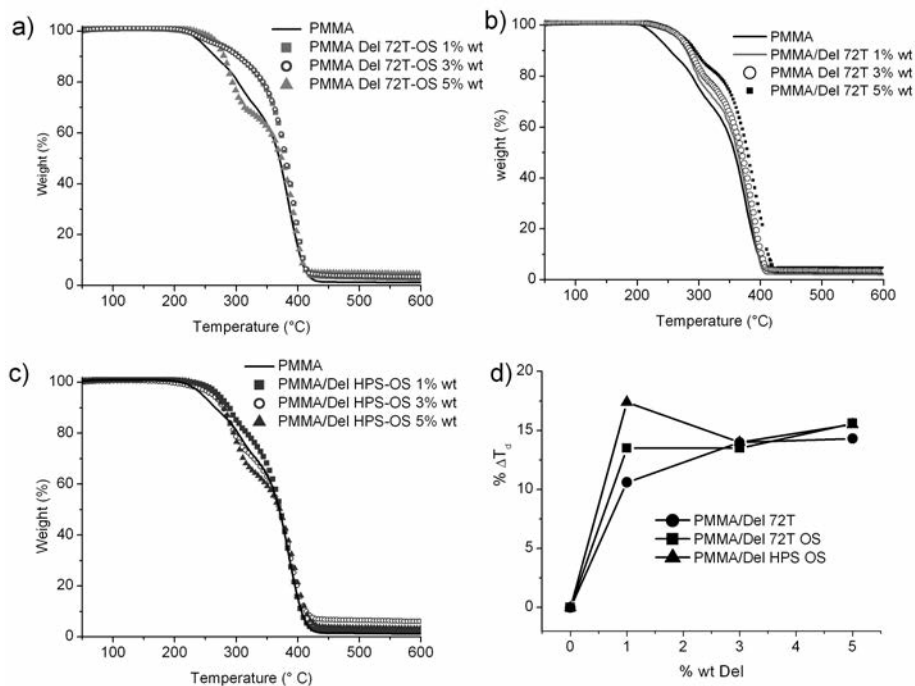 a)
PMMA
PMMA Del 72T-OS 1% wt
PMMA Del 72T-OS 3% wt
PMMA Del 72T-OS 5% wt
Weight (%)
100
80
60
40
20
0
100 200 300 400 500 600
Temperature (°C)
b)
PMMA
PMMA/Del 72T 1% wt
PMMA Del 72T 3% wt
PMMA/Del 72T 5% wt
weight (%)
100
80
60
40
20
0
100 200 300 400 500 600
Temperature (°C)
c)
PMMA
PMMA/Del HPS-OS 1% wt
PMMA/Del HPS-OS 3% wt
PMMA/Del HPS-OS 5% wt
Weight (%)
100
80
60
40
20
0
100 200 300 400 500 600
Temperature (° C)
d)
% ΔTd
20
15
10
5
0
PMMA/Del 72T
PMMA/Del 72T OS
PMMA/Del HPS OS
0 1 2 3 4 5
% wt Del